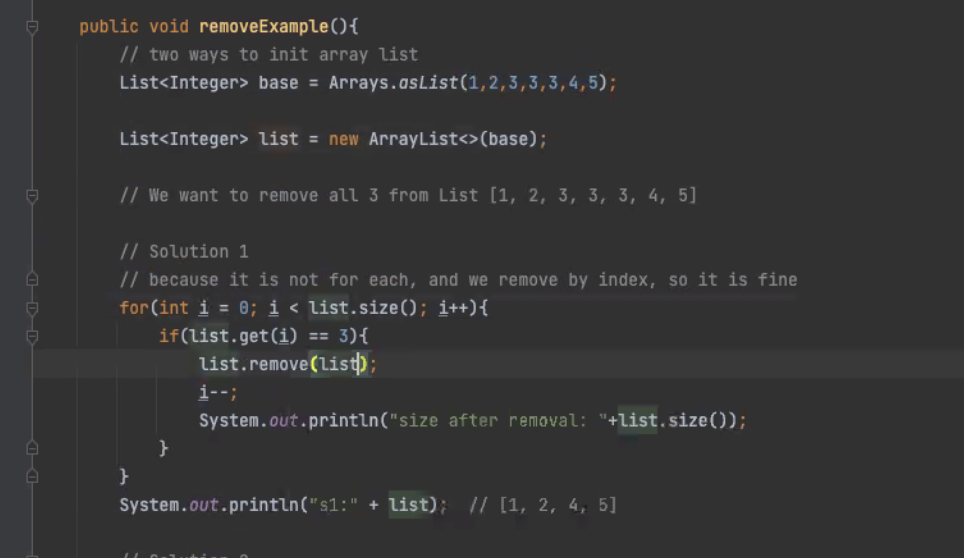 public void removeExample(){
// two ways to init array list
List<Integer> base = Arrays.asList(1,2,3,3,3,4,5);
List<Integer> list = new ArrayList<>(base);
// We want to remove all 3 from List [1, 2, 3, 3, 3, 4, 5]
// Solution 1
// because it is not for each, and we remove by index, so it is fine
for(int i = 0; i < list.size(); i++){
if(list.get(i) == 3){
list.remove(list);
i--;
System.out.println("size after removal: "+list.size());
}
}
System.out.println("s1:" + list); // [1, 2, 4, 5]